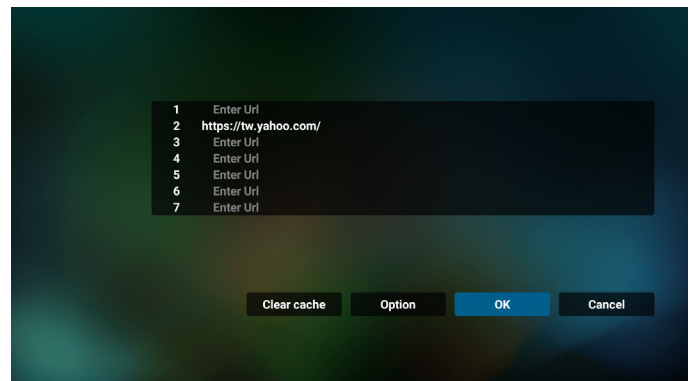 1 Enter Url
2 https://tw.yahoo.com/
3 Enter Url
4 Enter Url
5 Enter Url
6 Enter Url
7 Enter Url
Clear cache Option OK Cancel